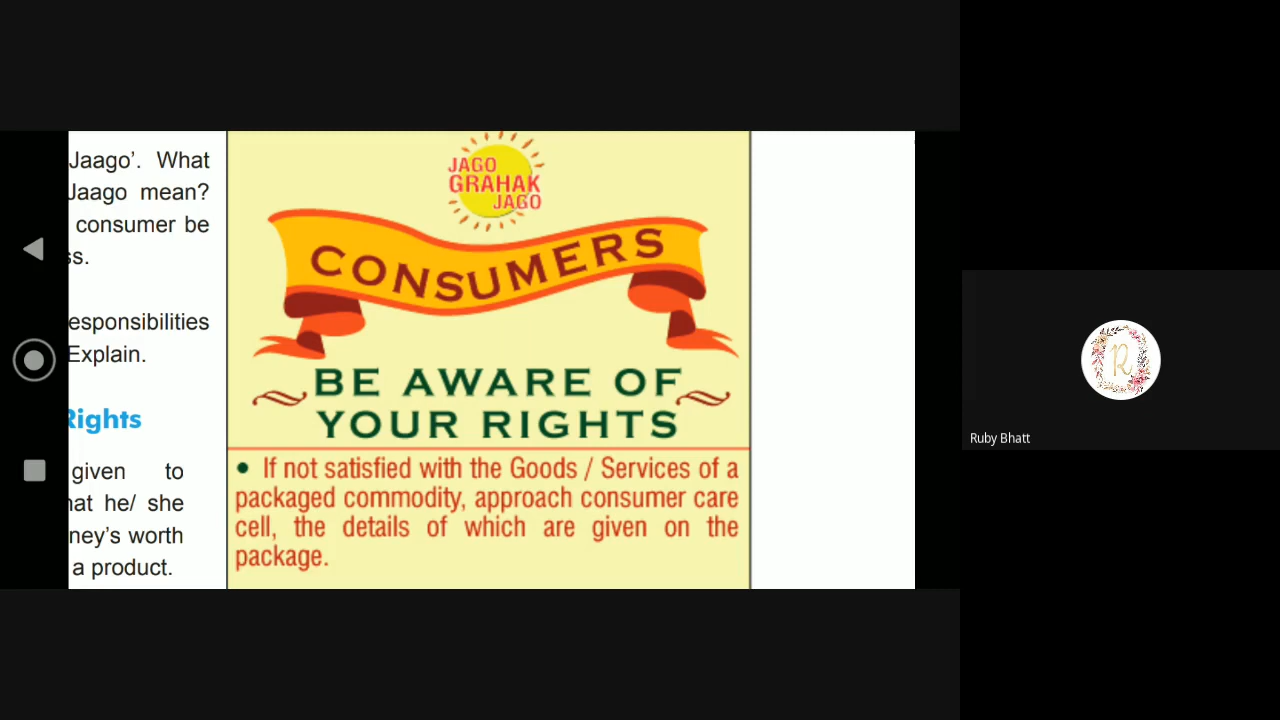 Jaago’. What
Jaago mean?
consumer be
ss.
esponsibilities
Explain.
Rights
given to
hat he/ she
ney’s worth
a product.
JAGO
GRAHAK
JAGO
CONSUMERS
BE AWARE OF
YOUR RIGHTS
• If not satisfied with the Goods / Services of a
packaged commodity, approach consumer care
cell, the details of which are given on the
package.
R
Ruby Bhatt